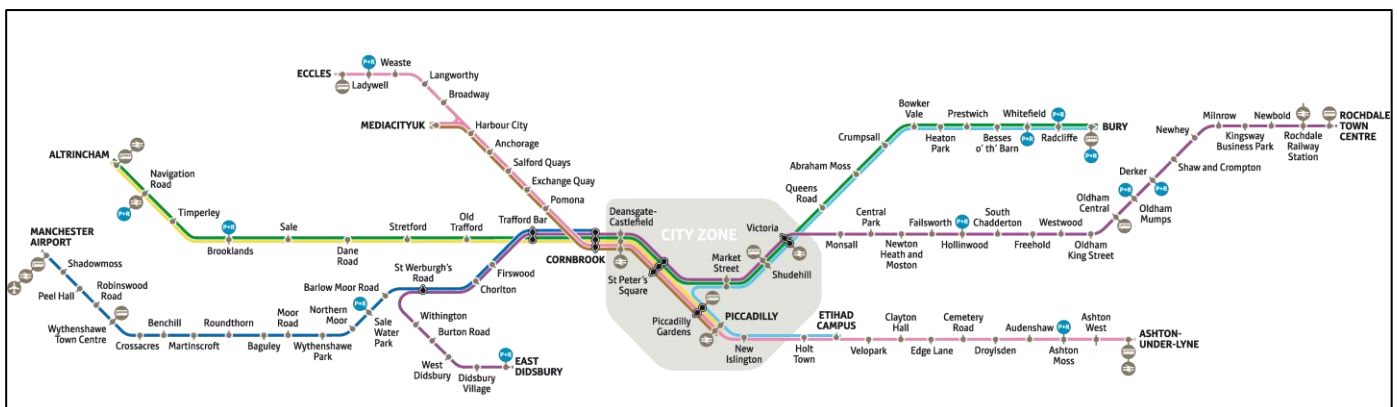 ECCLES
P+R
Ladywell
Weaste
Langworthy
Broadway
MEDIACITYUK
Harbour City
Anchorage
Salford Quays
Exchange Quay
Pomona
ALTRINCHAM
Navigation
Road
P+R
Timperley
P+R
Brooklands
Sale
Dane
Road
Stretford
Old
Trafford
Trafford Bar
CORNBROOK
MANCHESTER
AIRPORT
Shadowmoss
Peel Hall
Robinswood
Road
Wythenshawe
Town Centre
Crossacres
Benchill
Martinscroft
Roundthorn
Baguley
Moor
Road
Wythenshawe
Park
Northern
Moor
P+R
Sale
Water
Park
Barlow Moor Road
St Werburgh's
Road
Chorlton
Firswood
Withington
Burton Road
West
Didsbury
Didsbury
Village
P+R
EAST
DIDSBURY
CITY ZONE
Deansgate-
Castlefield
St Peter's
Square
Piccadilly
Gardens
PICCADILLY
Market
Street
Shudehill
Victoria
New
Islington
Holt
Town
ETIHAD
CAMPUS
Velopark
Clayton
Hall
Edge Lane
Cemetery
Road
Droylsden
Audenshaw
P+R
Ashton
Moss
Ashton
West
ASHTON-
UNDER-LYNE
Queens
Road
Abraham Moss
Crumpsall
Bowker
Vale
Heaton
Park
Prestwich
Besses
o' th' Barn
Whitefield
P+R
P+R
Radcliffe
BURY
P+R
Monsall
Central
Park
Newton
Heath and
Moston
Failsworth
P+R
Hollinwood
South
Chadderton
Freehold
Westwood
Oldham
King Street
Oldham
Central
P+R
P+R
Oldham
Mumps
Derker
Shaw and Crompton
Newhey
Milnrow
Kingsway
Business Park
Newbold
Rochdale
Railway
Station
ROCHDALE
TOWN
CENTRE